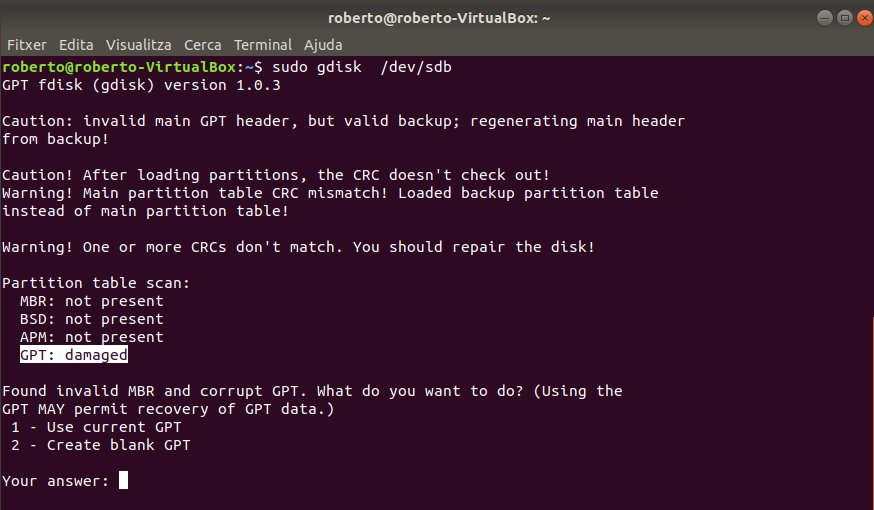 roberto@roberto-VirtualBox: ~
Fitxer Edita Visualitza Cerca Terminal Ajuda
roberto@roberto-VirtualBox:~$ sudo gdisk  /dev/sdb
GPT fdisk (gdisk) version 1.0.3
Caution: invalid main GPT header, but valid backup; regenerating main header
from backup!
Caution! After loading partitions, the CRC doesn't check out!
Warning! Main partition table CRC mismatch! Loaded backup partition table
instead of main partition table!
Warning! One or more CRCs don't match. You should repair the disk!
Partition table scan:
  MBR: not present
  BSD: not present
  APM: not present
  GPT: damaged
Found invalid MBR and corrupt GPT. What do you want to do? (Using the
GPT MAY permit recovery of GPT data.)
 1 - Use current GPT
 2 - Create blank GPT
Your answer: